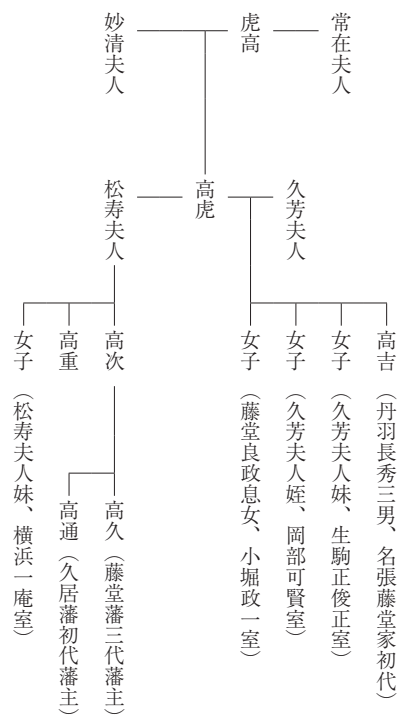 常在夫人
虎高
妙清夫人
久芳夫人
高虎
松寿夫人
高吉（丹羽長秀三男、名張藤堂家初代）
女子（久芳夫人妹、生駒正俊正室）
女子（久芳夫人姪、岡部可賢室）
女子（藤堂良政息女、小堀政一室）
高次
高重
女子（松寿夫人妹、横浜一庵室）
高久（藤堂藩三代藩主）
高通（久居藩初代藩主）